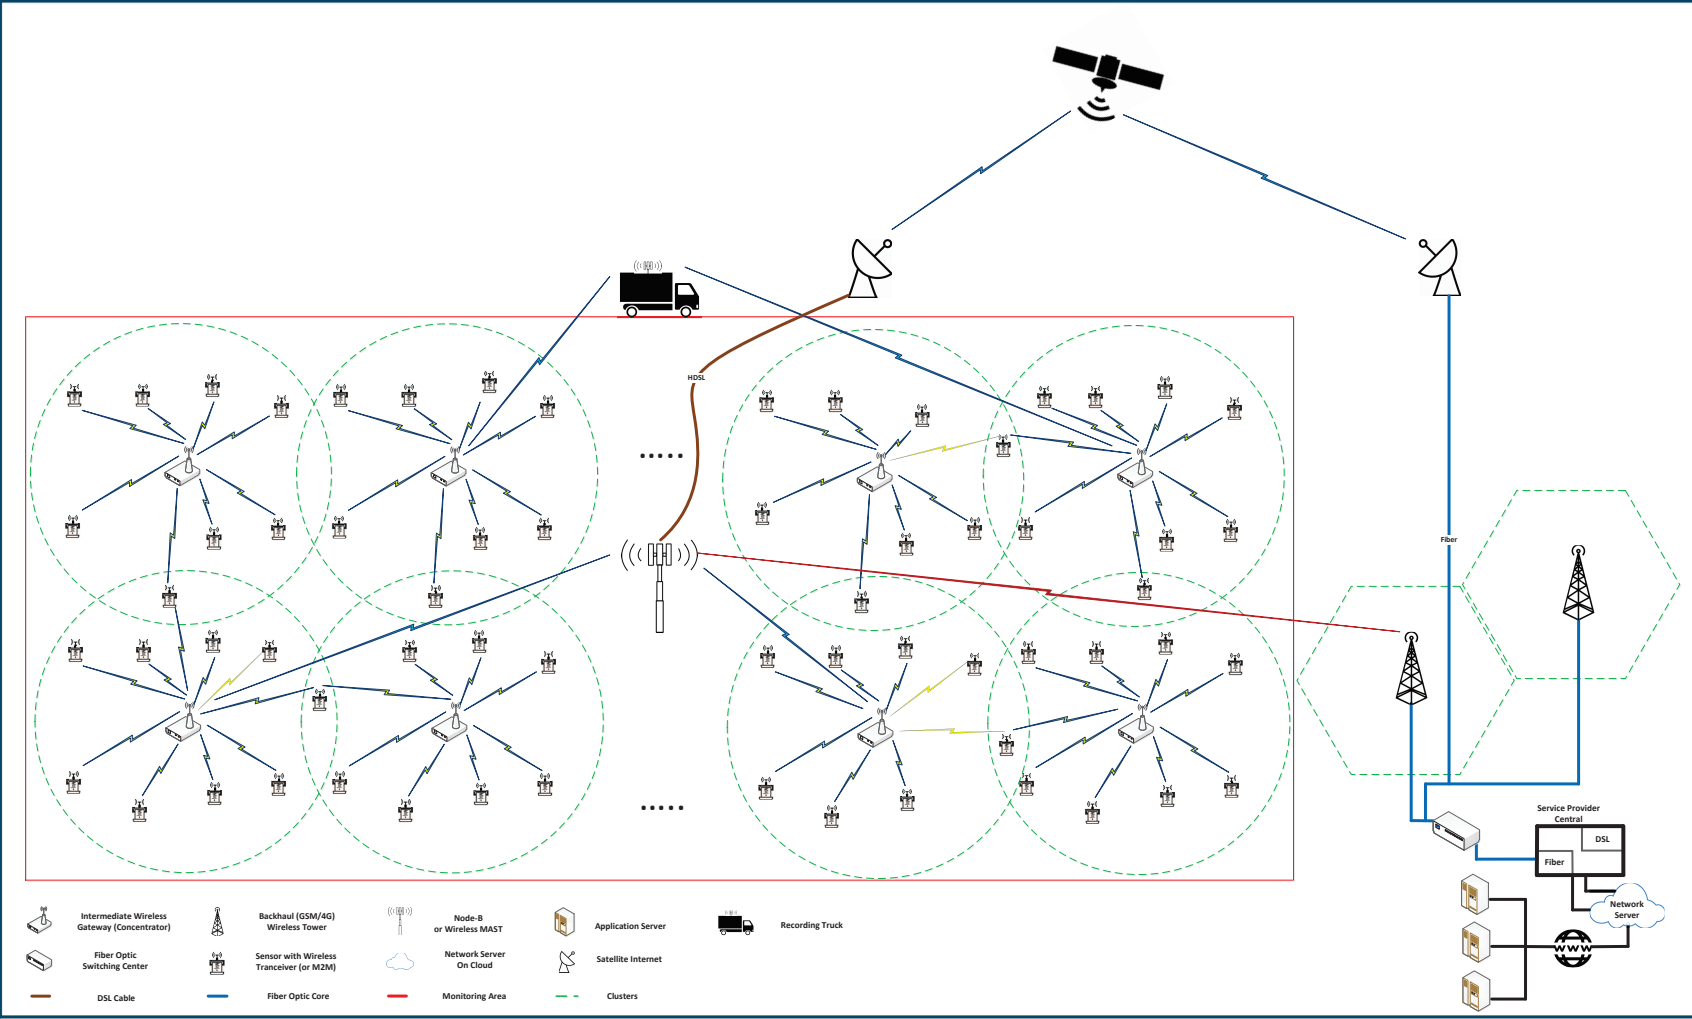 HDSL
Fiber
Service Provider
Central
DSL
Fiber
Network
Server
WWW
Intermediate Wireless
Gateway (Concentrator)
Backhaul (GSM/4G)
Wireless Tower
Node-B
or Wireless MAST
Application Server
Recording Truck
Fiber Optic
Switching Center
Sensor with Wireless
Tranceiver (or M2M)
Network Server
On Cloud
Satellite Internet
DSL Cable
Fiber Optic Core
Monitoring Area
Clusters